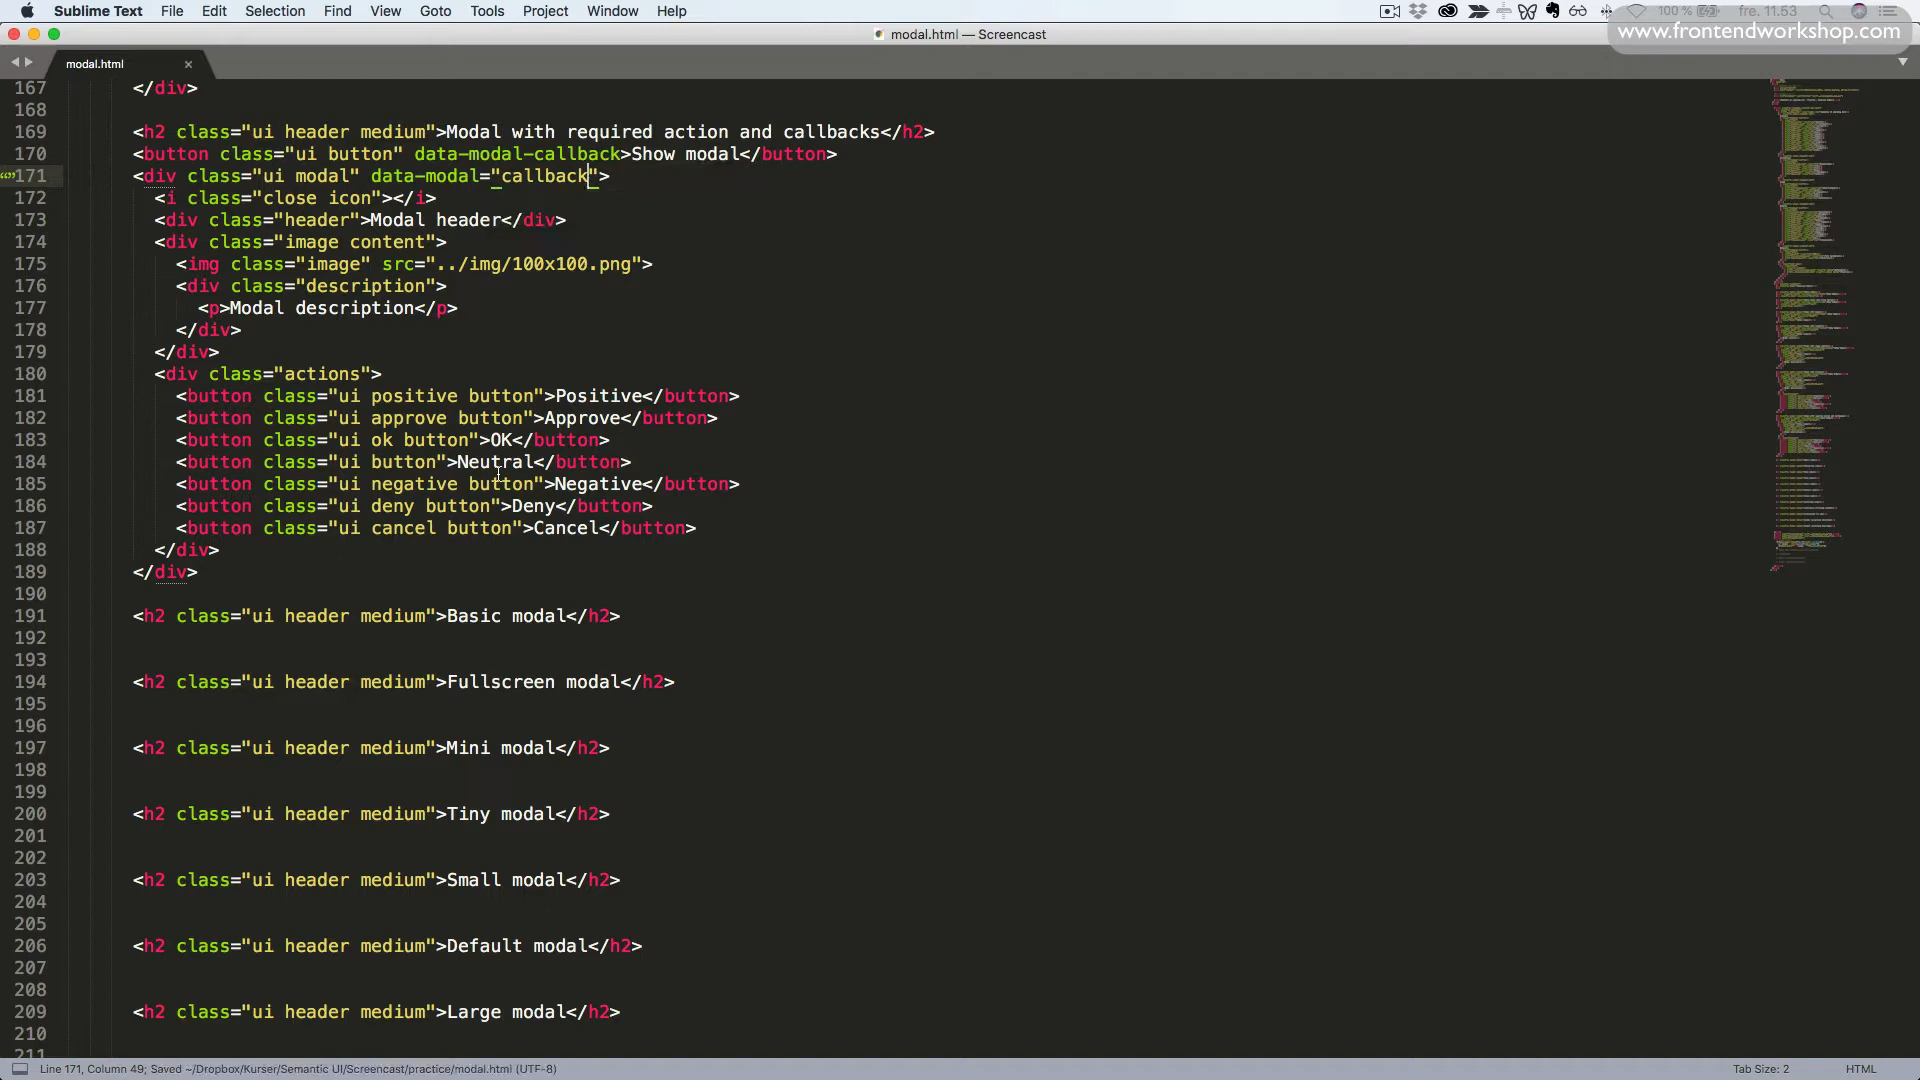 Sublime Text File Edit Selection Find View Goto Tools Project Window Help 100 % fre. 11.53
www.frontendworkshop.com
modal.html — Screencast
modal.html
167 </div>
168
169 <h2 class="ui header medium">Modal with required action and callbacks</h2>
170 <button class="ui button" data-modal-callback>Show modal</button>
171 <div class="ui modal" data-modal="callback">
172 <i class="close icon"></i>
173 <div class="header">Modal header</div>
174 <div class="image content">
175 <img class="image" src="../img/100x100.png">
176 <div class="description">
177 <p>Modal description</p>
178 </div>
179 </div>
180 <div class="actions">
181 <button class="ui positive button">Positive</button>
182 <button class="ui approve button">Approve</button>
183 <button class="ui ok button">OK</button>
184 <button class="ui button">Neutral</button>
185 <button class="ui negative button">Negative</button>
186 <button class="ui deny button">Deny</button>
187 <button class="ui cancel button">Cancel</button>
188 </div>
189 </div>
190
191 <h2 class="ui header medium">Basic modal</h2>
192
193
194 <h2 class="ui header medium">Fullscreen modal</h2>
195
196
197 <h2 class="ui header medium">Mini modal</h2>
198
199
200 <h2 class="ui header medium">Tiny modal</h2>
201
202
203 <h2 class="ui header medium">Small modal</h2>
204
205
206 <h2 class="ui header medium">Default modal</h2>
207
208
209 <h2 class="ui header medium">Large modal</h2>
210
211
Line 171, Column 49; Saved ~/Dropbox/Kurser/Semantic UI/Screencast/practice/modal.html (UTF-8) Tab Size: 2 HTML